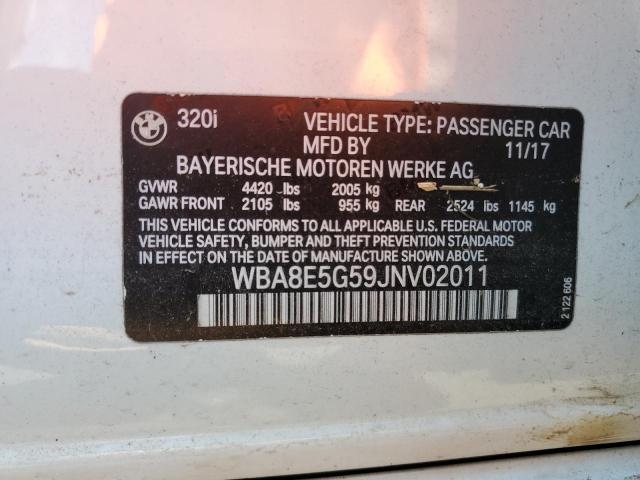 BMW
320i VEHICLE TYPE: PASSENGER CAR
MFD BY 11/17
BAYERISCHE MOTOREN WERKE AG
GVWR 4420 lbs 2005 kg
GAWR FRONT 2105 lbs 955 kg REAR 2524 lbs 1145 kg
THIS VEHICLE CONFORMS TO ALL APPLICABLE U.S. FEDERAL MOTOR
VEHICLE SAFETY, BUMPER AND THEFT PREVENTION STANDARDS
IN EFFECT ON THE DATE OF MANUFACTURE SHOWN ABOVE.
WBA8E5G59JNV02011
2 122 606